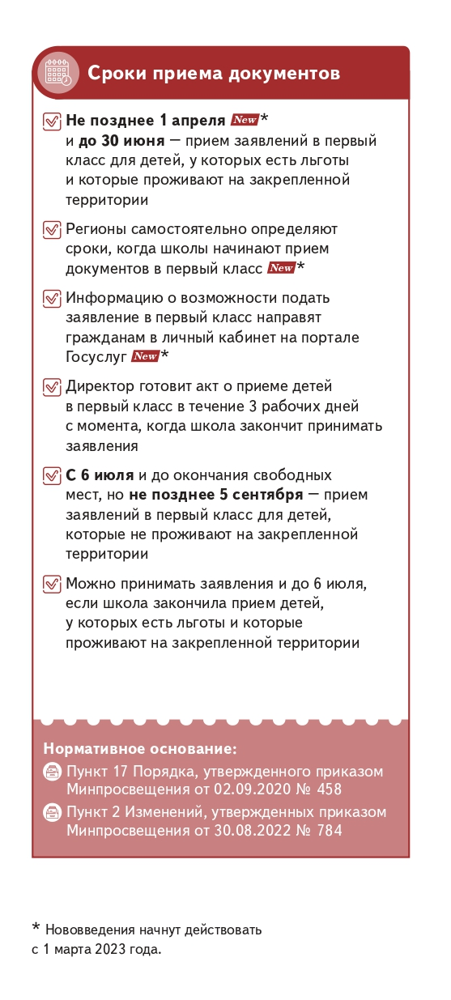 Сроки приема документов
Не позднее 1 апреля New*
и до 30 июня — прием заявлений в первый
класс для детей, у которых есть льготы
и которые проживают на закрепленной
территории
Регионы самостоятельно определяют
сроки, когда школы начинают прием
документов в первый класс New*
Информацию о возможности подать
заявление в первый класс направят
гражданам в личный кабинет на портале
Госуслуг New*
Директор готовит акт о приеме детей
в первый класс в течение 3 рабочих дней
с момента, когда школа закончит принимать
заявления
С 6 июля и до окончания свободных
мест, но не позднее 5 сентября — прием
заявлений в первый класс для детей,
которые не проживают на закрепленной
территории
Можно принимать заявления и до 6 июля,
если школа закончила прием детей,
у которых есть льготы и которые
проживают на закрепленной территории
Нормативное основание:
Пункт 17 Порядка, утвержденного приказом
Минпросвещения от 02.09.2020 № 458
Пункт 2 Изменений, утвержденных приказом
Минпросвещения от 30.08.2022 № 784
* Нововведения начнут действовать
с 1 марта 2023 года.